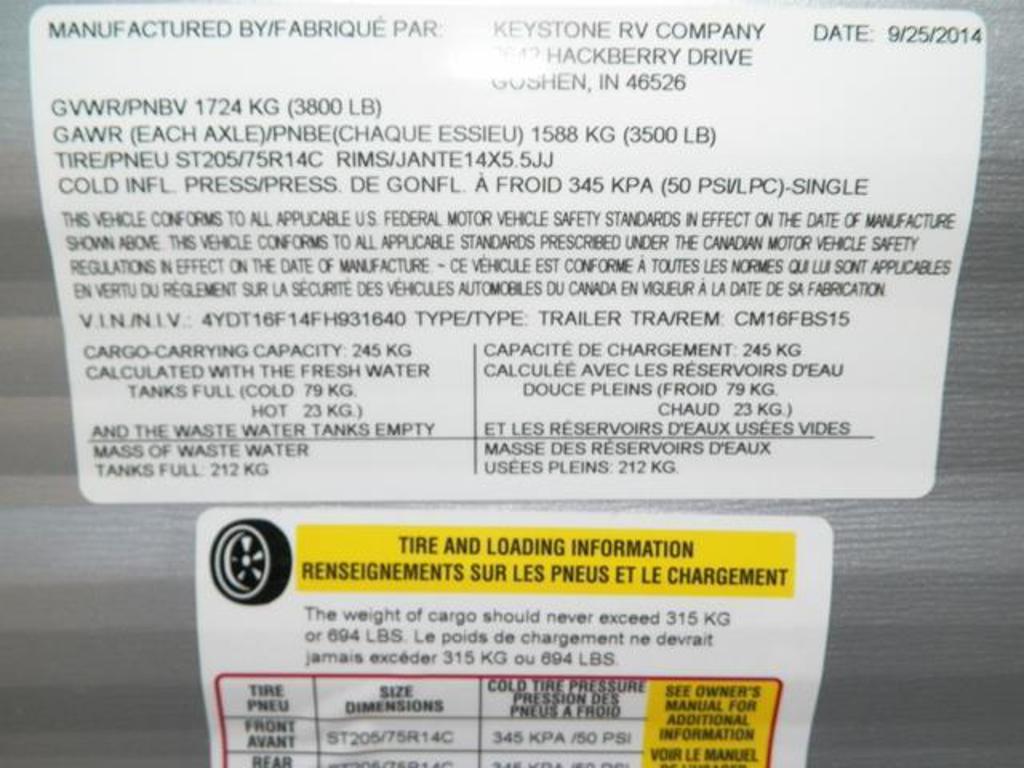 MANUFACTURED BY/FABRIQUÉ PAR: KEYSTONE RV COMPANY DATE: 9/25/2014
HACKBERRY DRIVE
GOSHEN, IN 46526
GVWR/PNBV 1724 KG (3800 LB)
GAWR (EACH AXLE)/PNBE(CHAQUE ESSIEU) 1588 KG (3500 LB)
TIRE/PNEU ST205/75R14C RIMS/JANTE14X5.5JJ
COLD INFL. PRESS/PRESS. DE GONFL. À FROID 345 KPA (50 PSI/LPC)-SINGLE
THIS VEHICLE CONFORMS TO ALL APPLICABLE U.S. FEDERAL MOTOR VEHICLE SAFETY STANDARDS IN EFFECT ON THE DATE OF MANUFACTURE
SHOWN ABOVE. THIS VEHICLE CONFORMS TO ALL APPLICABLE STANDARDS PRESCRIBED UNDER THE CANADIAN MOTOR VEHICLE SAFETY
REGULATIONS IN EFFECT ON THE DATE OF MANUFACTURE. ~ CE VÉHICULE EST CONFORME À TOUTES LES NORMES QUI LUI SONT APPLICABLES
EN VERTU DU RÉGLEMENT SUR LA SÉCURITÉ DES VÉHICULES AUTOMOBILES DU CANADA EN VIGUEUR À LA DATE DE SA FABRICATION.
V.I.N./N.I.V.: 4YDT16F14FH931640 TYPE/TYPE: TRAILER TRA/REM: CM16FBS15
CARGO-CARRYING CAPACITY: 245 KG
CALCULATED WITH THE FRESH WATER
TANKS FULL (COLD 79 KG.
HOT 23 KG.)
AND THE WASTE WATER TANKS EMPTY
MASS OF WASTE WATER
TANKS FULL: 212 KG
CAPACITÉ DE CHARGEMENT: 245 KG
CALCULÉE AVEC LES RÉSERVOIRS D'EAU
DOUCE PLEINS (FROID 79 KG.
CHAUD 23 KG.)
ET LES RÉSERVOIRS D'EAUX USÉES VIDES
MASSE DES RÉSERVOIRS D'EAUX
USÉES PLEINS: 212 KG.
TIRE AND LOADING INFORMATION
RENSEIGNEMENTS SUR LES PNEUS ET LE CHARGEMENT
The weight of cargo should never exceed 315 KG
or 694 LBS. Le poids de chargement ne devrait
jamais excéder 315 KG ou 694 LBS.
TIRE
PNEU
SIZE
DIMENSIONS
COLD TIRE PRESSURE
PRESSION DES
PNEUS A FROID
SEE OWNER'S
MANUAL FOR
ADDITIONAL
INFORMATION
VOIR LE MANUEL
FRONT
AVANT
ST205/75R14C
345 KPA /50 PSI
REAR
ST205/75R14C
345 KPA /50 PSI